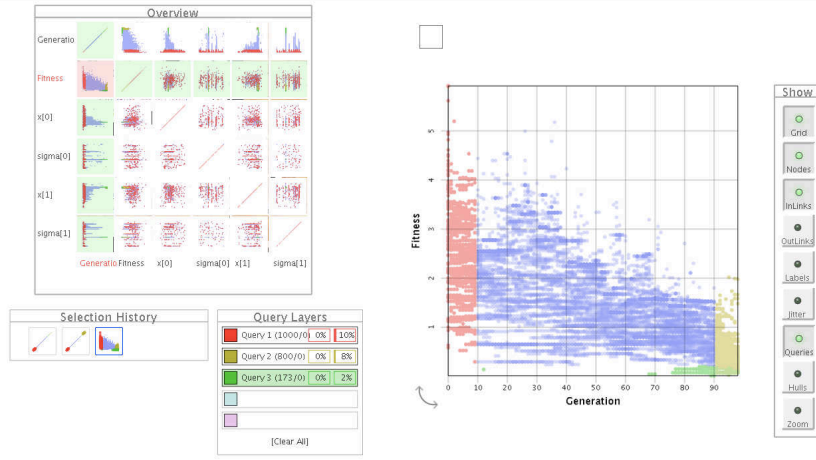 Overview
Generatio
Fitness
x[0]
sigma[0]
x[1]
sigma[1]
Generatio Fitness x[0] sigma[0] x[1] sigma[1]
Selection History
Query Layers
Query 1 (1000/0) 0% 10%
Query 2 (800/0) 0% 8%
Query 3 (173/0) 0% 2%
[Clear All]
Fitness
5
4
3
2
1
0 10 20 30 40 50 60 70 80 90
Generation
Show
Grid
Nodes
InLinks
OutLinks
Labels
Jitter
Queries
Hulls
Zoom